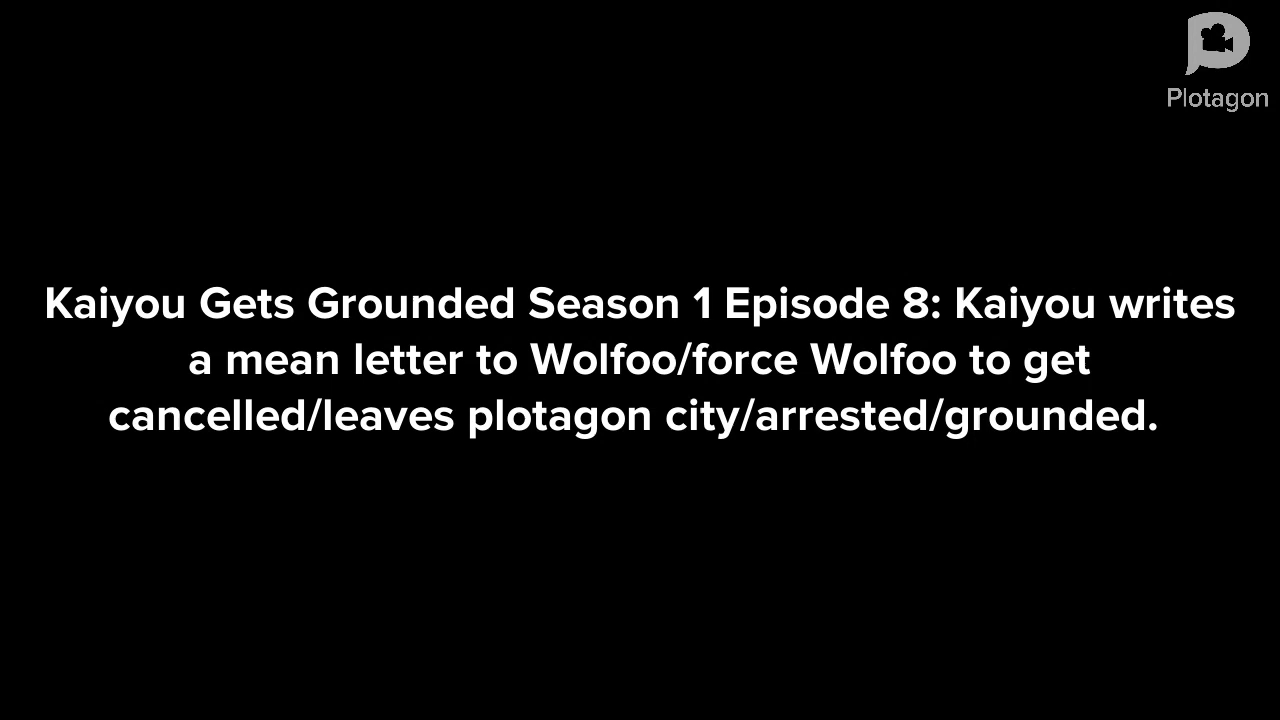 Plotagon
Kaiyou Gets Grounded Season 1 Episode 8: Kaiyou writes
a mean letter to Wolfoo/force Wolfoo to get
cancelled/leaves plotagon city/arrested/grounded.